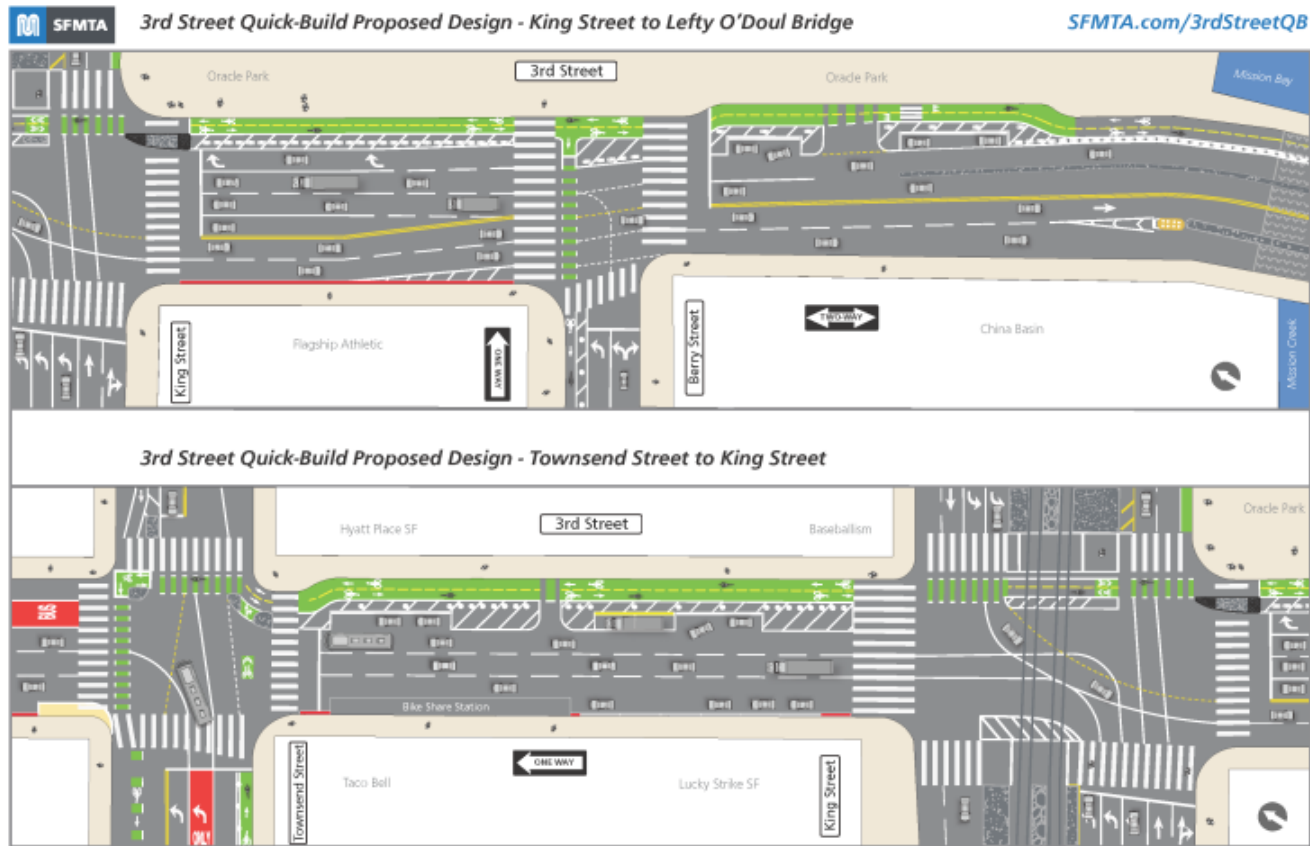 SFMTA
3rd Street Quick-Build Proposed Design - King Street to Lefty O'Doul Bridge
SFMTA.com/3rdStreetQB
Oracle Park
3rd Street
Oracle Park
Mission Bay
King Street
Flagship Athletic
ONE WAY
Berry Street
TWO-WAY
China Basin
Mission Creek
3rd Street Quick-Build Proposed Design - Townsend Street to King Street
Hyatt Place SF
3rd Street
Baseballism
Oracle Park
BUS
Bike Share Station
Townsend Street
Taco Bell
ONE WAY
Lucky Strike SF
King Street
ONLY